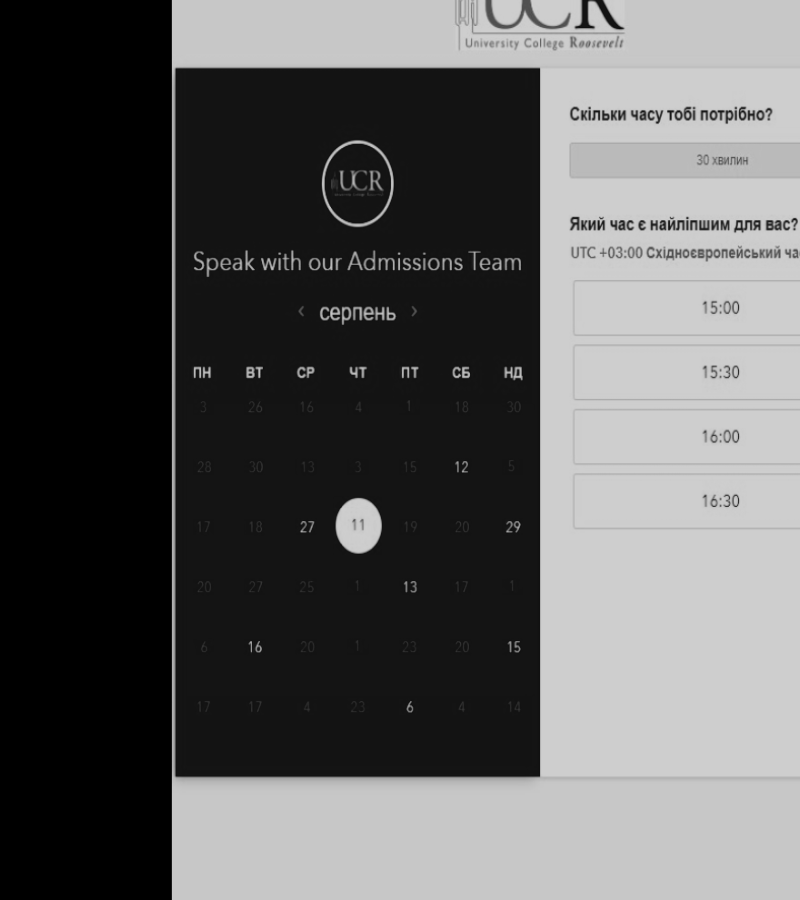 UCR
University College Roosevelt
UCR
Speak with our Admissions Team
‹ серпень ›
ПН ВТ СР ЧТ ПТ СБ НД
3 26 16 4 1 18 30
28 30 13 3 15 12 5
17 18 27 11 19 20 29
20 27 25 1 13 17 1
6 16 20 1 23 20 15
17 17 4 23 6 4 14
Скільки часу тобі потрібно?
30 хвилин
Який час є найліпшим для вас?
UTC +03:00 Східноєвропейський ча
15:00
15:30
16:00
16:30